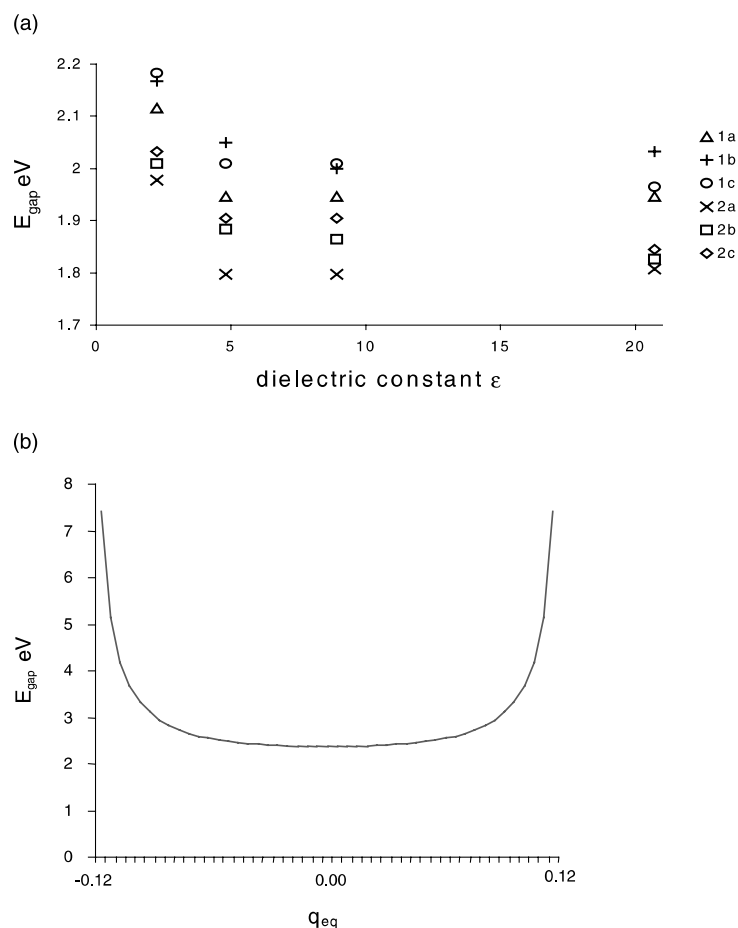 (a)
2.2
2.1
2
1.9
1.8
1.7
E_gap eV
0
5
10
15
20
dielectric constant ε
1a
1b
1c
2a
2b
2c
(b)
8
7
6
5
4
3
2
1
0
E_gap eV
-0.12
0.00
0.12
q_eq